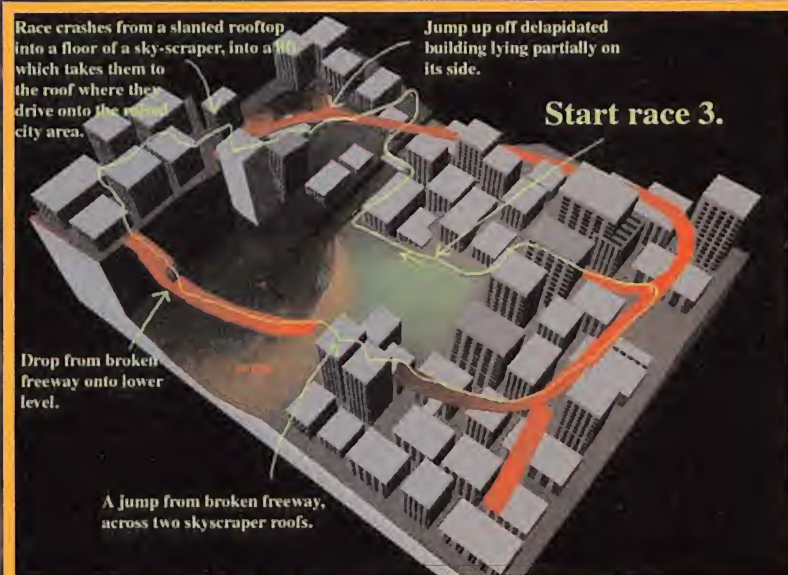 Race crashes from a slanted rooftop
into a floor of a sky-scraper, into a lift
which takes them to
the roof where they
drive onto the
city area.
Jump up off delapidated
building lying partially on
its side.
Start race 3.
Drop from broken
freeway onto lower
level.
A jump from broken freeway,
across two skyscraper roofs.